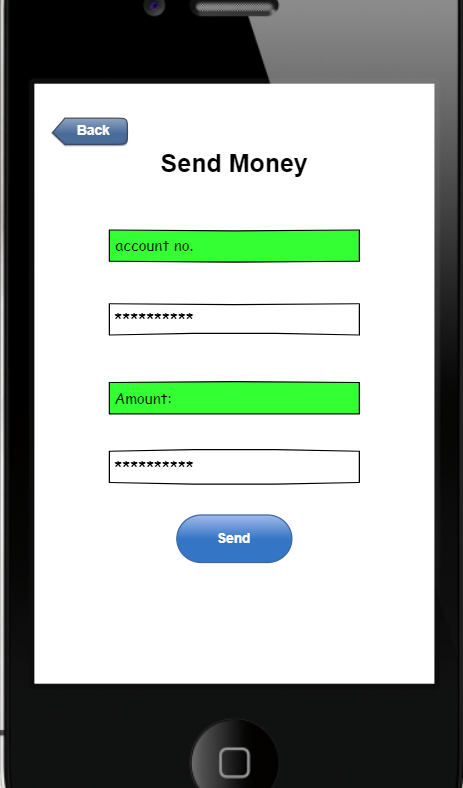 Back
Send Money
account no.
**********
Amount:
**********
Send